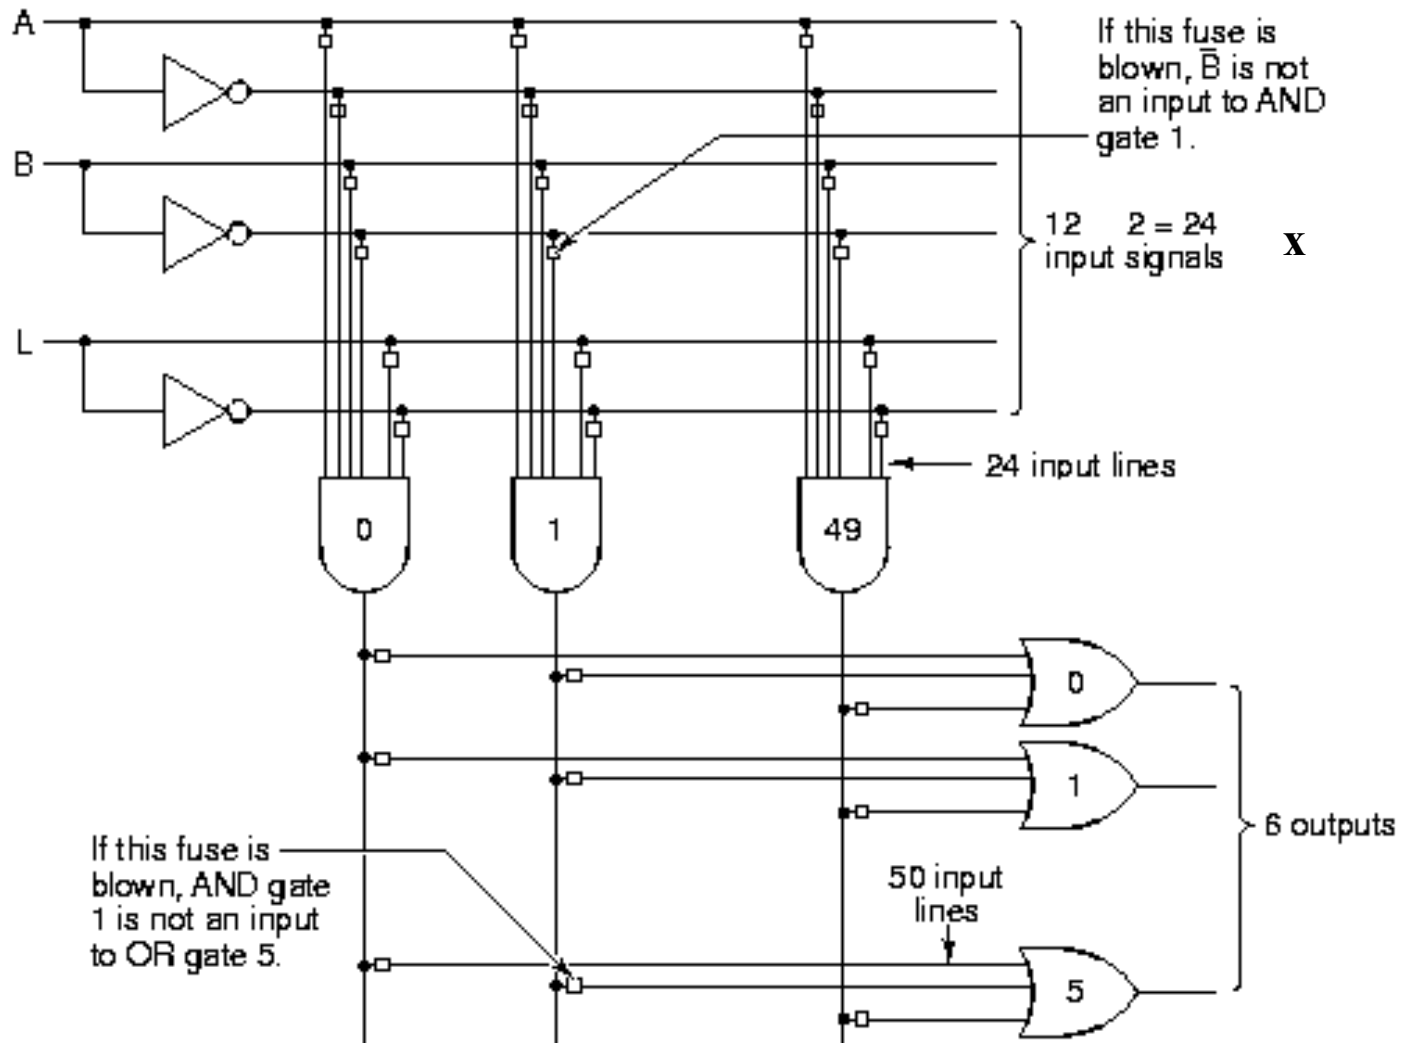 A
If this fuse is
blown, B̅ is not
an input to AND
gate 1.
B
12 2 = 24
input signals
x
L
24 input lines
0
1
49
0
1
6 outputs
If this fuse is
blown, AND gate
1 is not an input
to OR gate 5.
50 input
lines
5